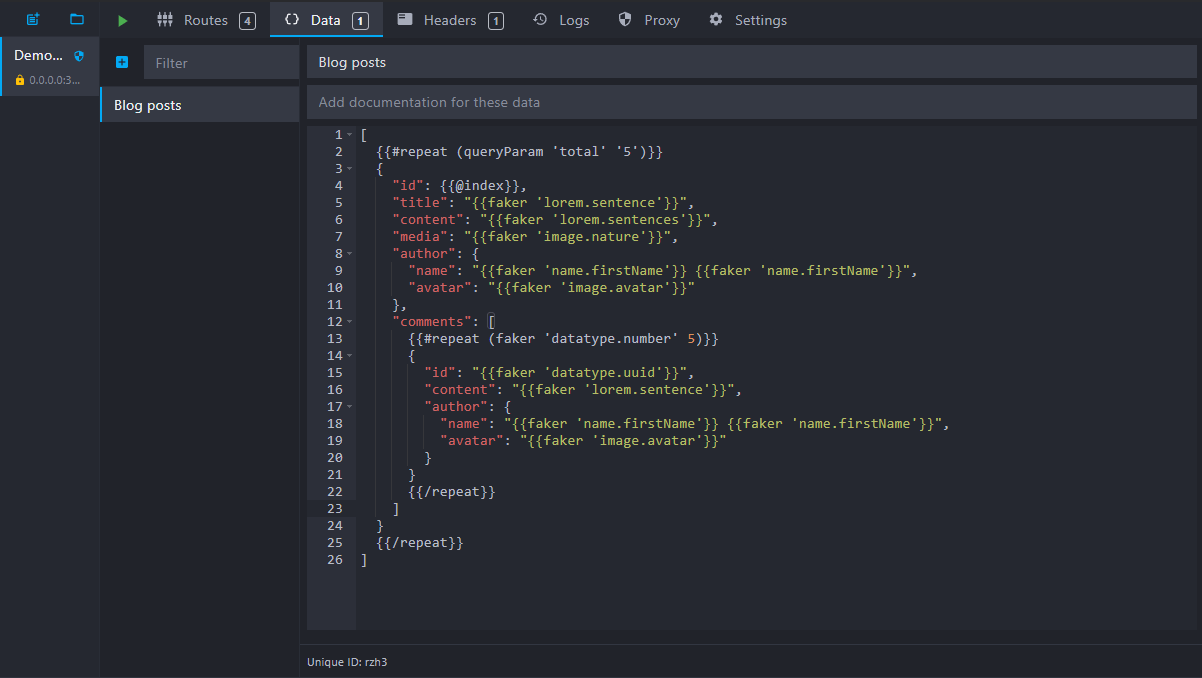 Routes 4 Data 1 Headers 1 Logs Proxy Settings
Demo...
0.0.0.0:3...
Filter
Blog posts
Blog posts
Add documentation for these data
1 [
2 {{#repeat (queryParam 'total' '5')}}
3 {
4 "id": {{@index}},
5 "title": "{{faker 'lorem.sentence'}}",
6 "content": "{{faker 'lorem.sentences'}}",
7 "media": "{{faker 'image.nature'}}",
8 "author": {
9 "name": "{{faker 'name.firstName'}} {{faker 'name.firstName'}}",
10 "avatar": "{{faker 'image.avatar'}}"
11 },
12 "comments": [
13 {{#repeat (faker 'datatype.number' 5)}}
14 {
15 "id": "{{faker 'datatype.uuid'}}",
16 "content": "{{faker 'lorem.sentence'}}",
17 "author": {
18 "name": "{{faker 'name.firstName'}} {{faker 'name.firstName'}}",
19 "avatar": "{{faker 'image.avatar'}}"
20 }
21 }
22 {{/repeat}}
23 ]
24 }
25 {{/repeat}}
26 ]
Unique ID: rzh3